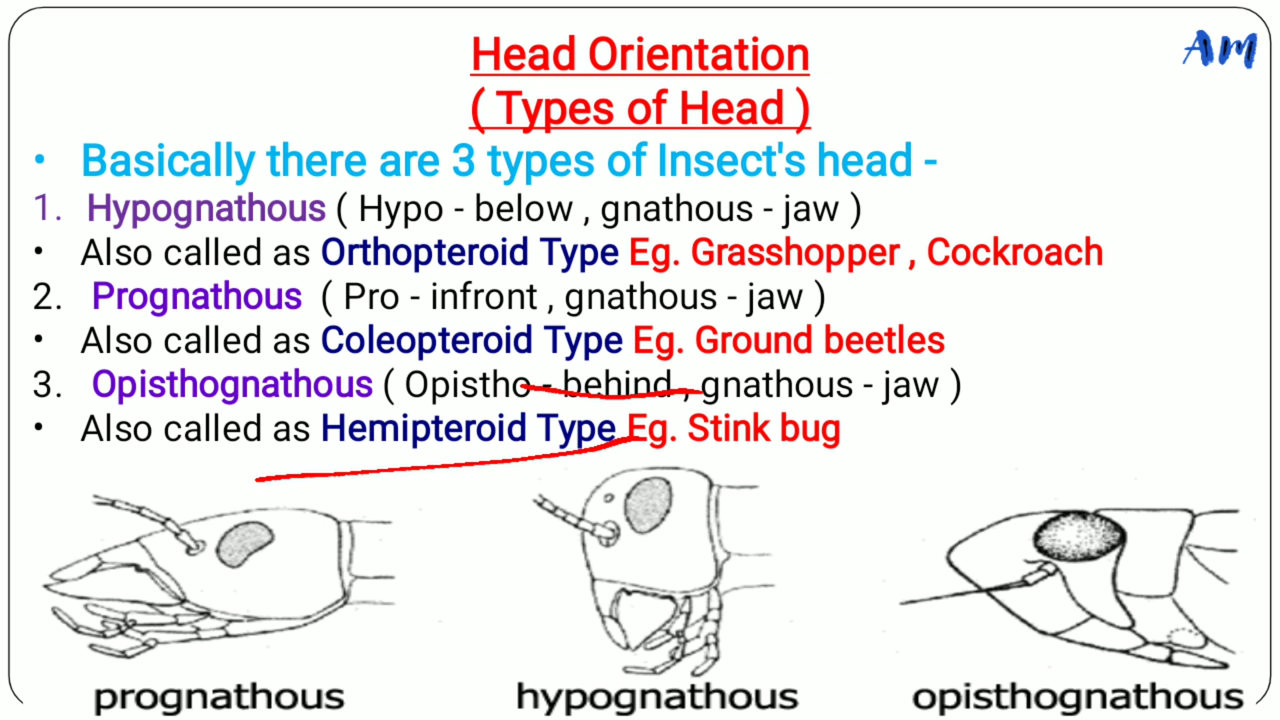 Head Orientation
AM
( Types of Head )
• Basically there are 3 types of Insect's head -
1. Hypognathous ( Hypo - below , gnathous - jaw )
• Also called as Orthopteroid Type Eg. Grasshopper , Cockroach
2. Prognathous ( Pro - infront , gnathous - jaw )
• Also called as Coleopteroid Type Eg. Ground beetles
3. Opisthognathous ( Opistho - behind , gnathous - jaw )
• Also called as Hemipteroid Type Eg. Stink bug
prognathous hypognathous opisthognathous